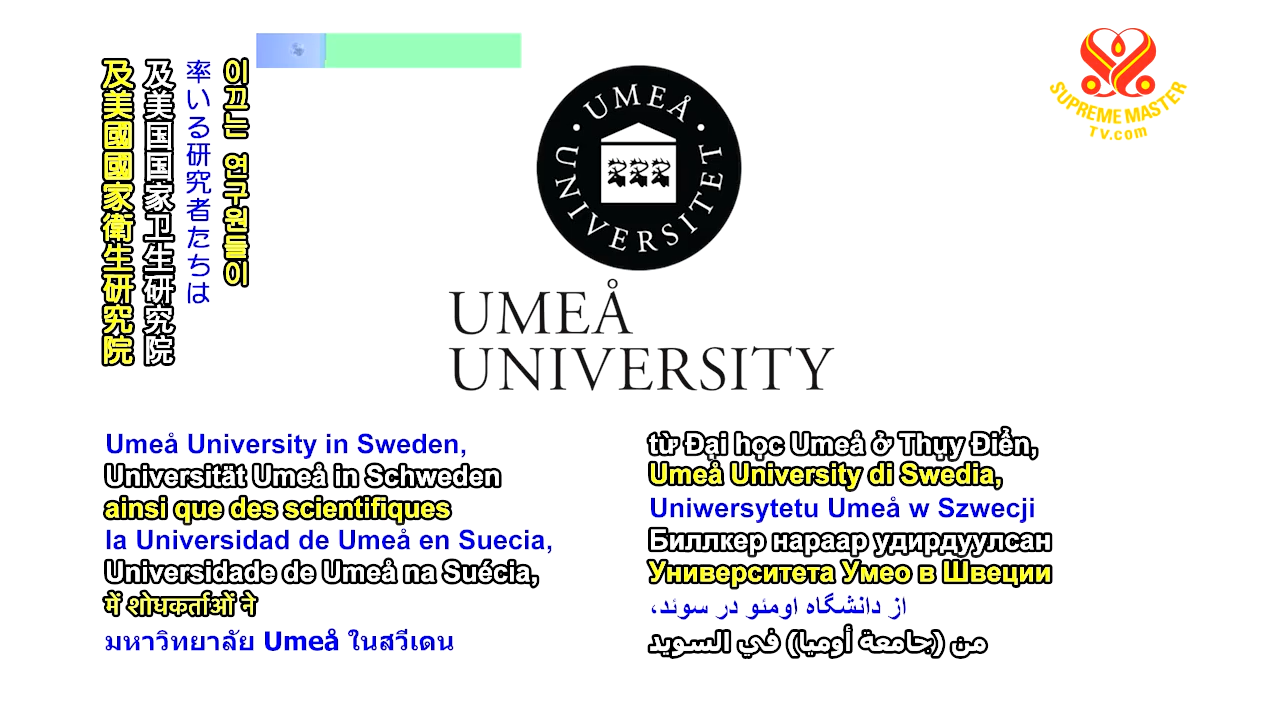 及美國國家衛生研究院
及美国国家卫生研究院
率いる研究者たちは
이끄는 연구원들이
UMEÅ UNIVERSITET
UMEÅ
UNIVERSITY
SUPREME MASTER
TV.com
Umeå University in Sweden,
Universität Umeå in Schweden
ainsi que des scientifiques
la Universidad de Umeå en Suecia,
Universidade de Umeå na Suécia,
में शोधकर्ताओं ने
มหาวิทยาลัย Umeå ในสวีเดน
từ Đại học Umeå ở Thụy Điển,
Umeå University di Swedia,
Uniwersytetu Umeå w Szwecji
Биллкер нараар удирдуулсан
Университета Умео в Швеции
از دانشگاه اومئو در سوئد،
من (جامعة أوميا) في السويد